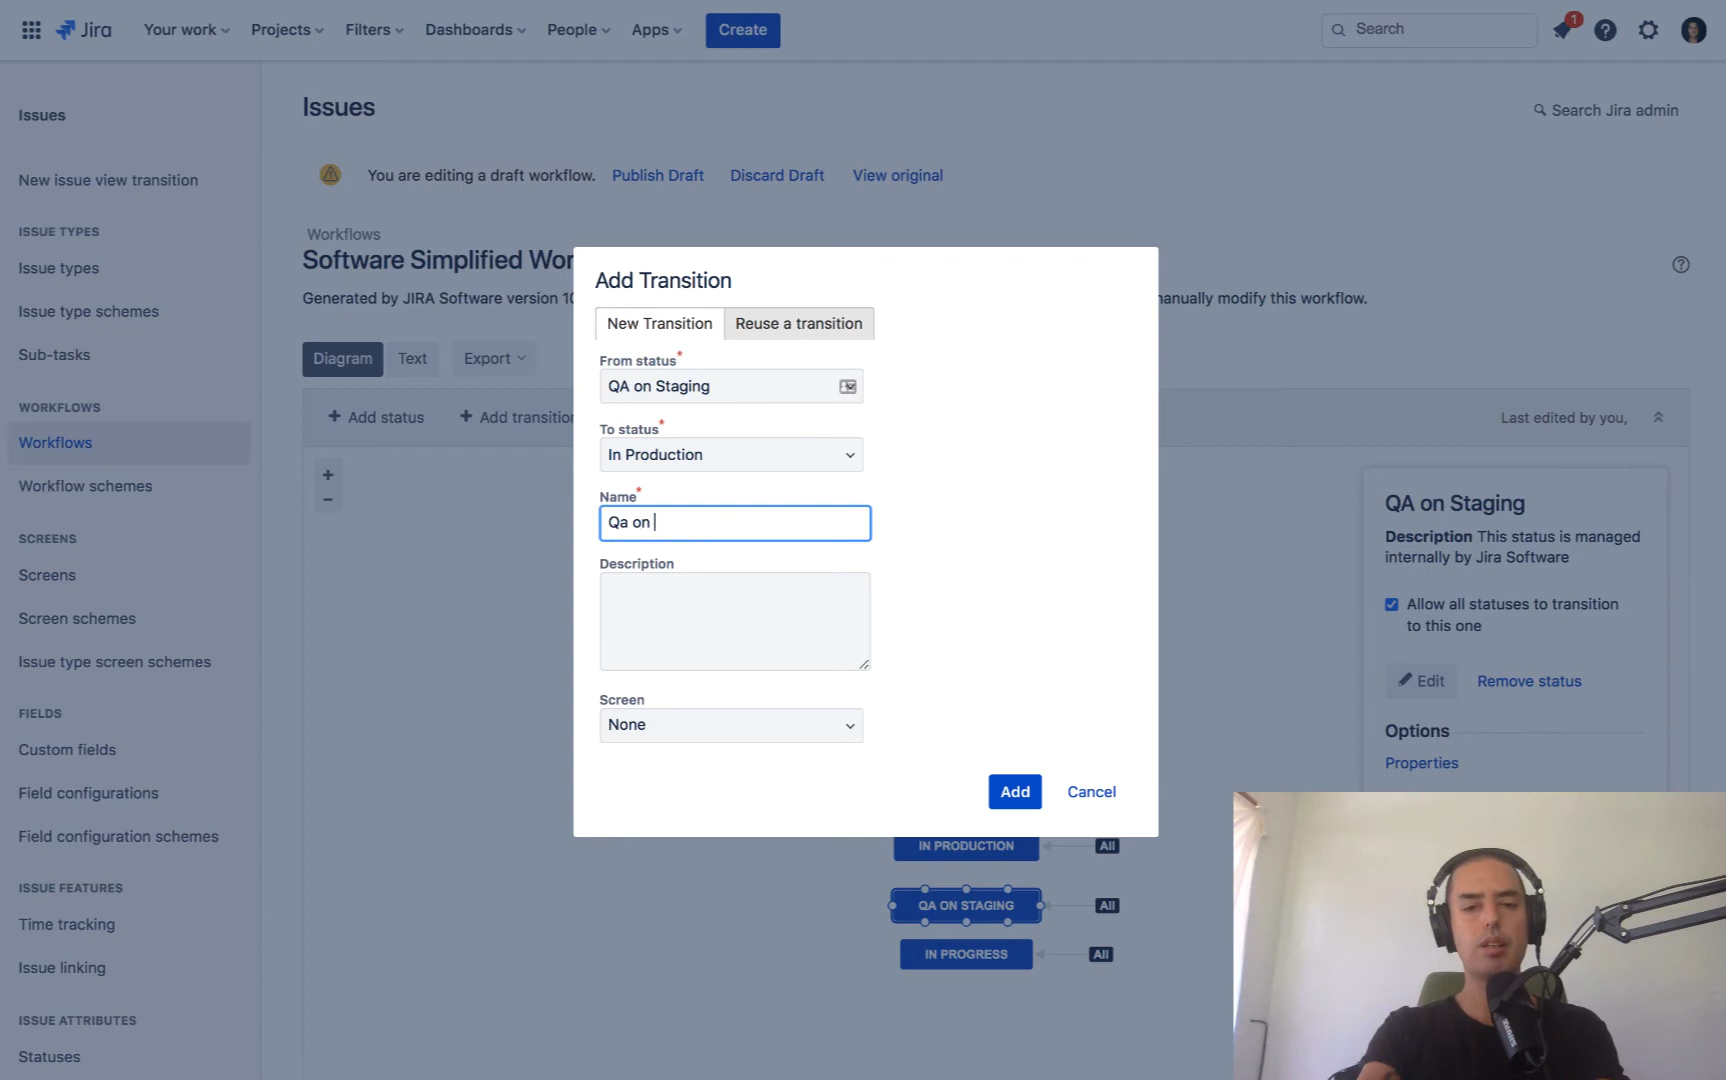 Jira
Your work
Projects
Filters
Dashboards
People
Apps
Create
Search
1
Issues
Issues
Search Jira admin
New issue view transition
You are editing a draft workflow. Publish Draft Discard Draft View original
ISSUE TYPES
Issue types
Issue type schemes
Sub-tasks
WORKFLOWS
Workflows
Workflow schemes
SCREENS
Screens
Screen schemes
Issue type screen schemes
FIELDS
Custom fields
Field configurations
Field configuration schemes
ISSUE FEATURES
Time tracking
Issue linking
ISSUE ATTRIBUTES
Statuses
Workflows
Software Simplified Wor
Generated by JIRA Software version 10
manually modify this workflow.
Diagram
Text
Export
+ Add status
+ Add transition
Last edited by you,
+
−
Add Transition
New Transition
Reuse a transition
From status*
QA on Staging
To status*
In Production
Name*
Qa on
Description
Screen
None
Add
Cancel
QA on Staging
Description This status is managed
internally by Jira Software
Allow all statuses to transition
to this one
Edit
Remove status
Options
Properties
IN PRODUCTION
All
QA ON STAGING
All
IN PROGRESS
All